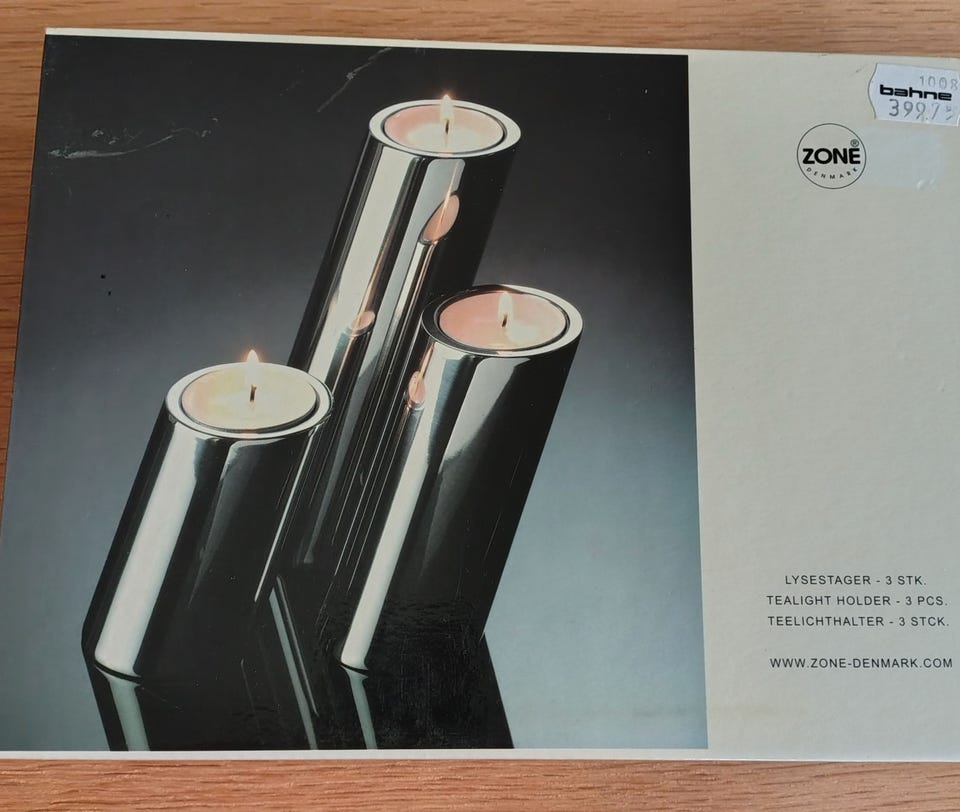 1008
bahne
ZONE®
DENMARK
LYSESTAGER - 3 STK.
TEALIGHT HOLDER - 3 PCS.
TEELICHTHALTER - 3 STCK.
WWW.ZONE-DENMARK.COM